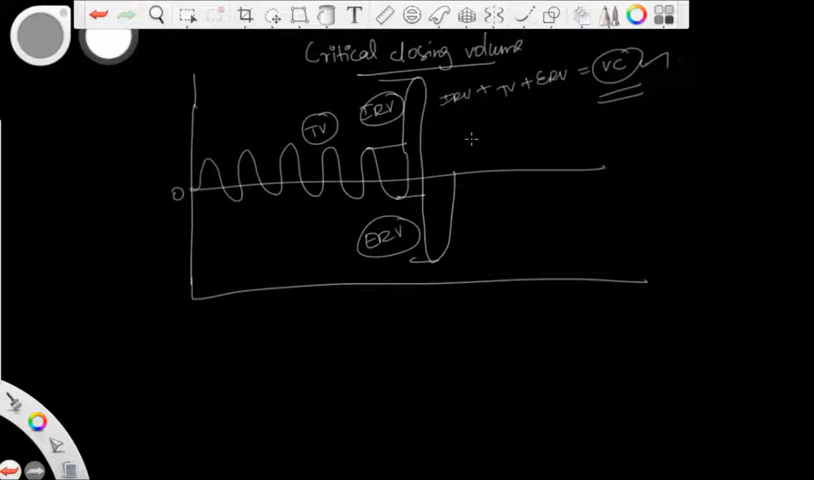 Critical closing volume
IRV + TV + ERV = VC
IRV
TV
0
ERV
T